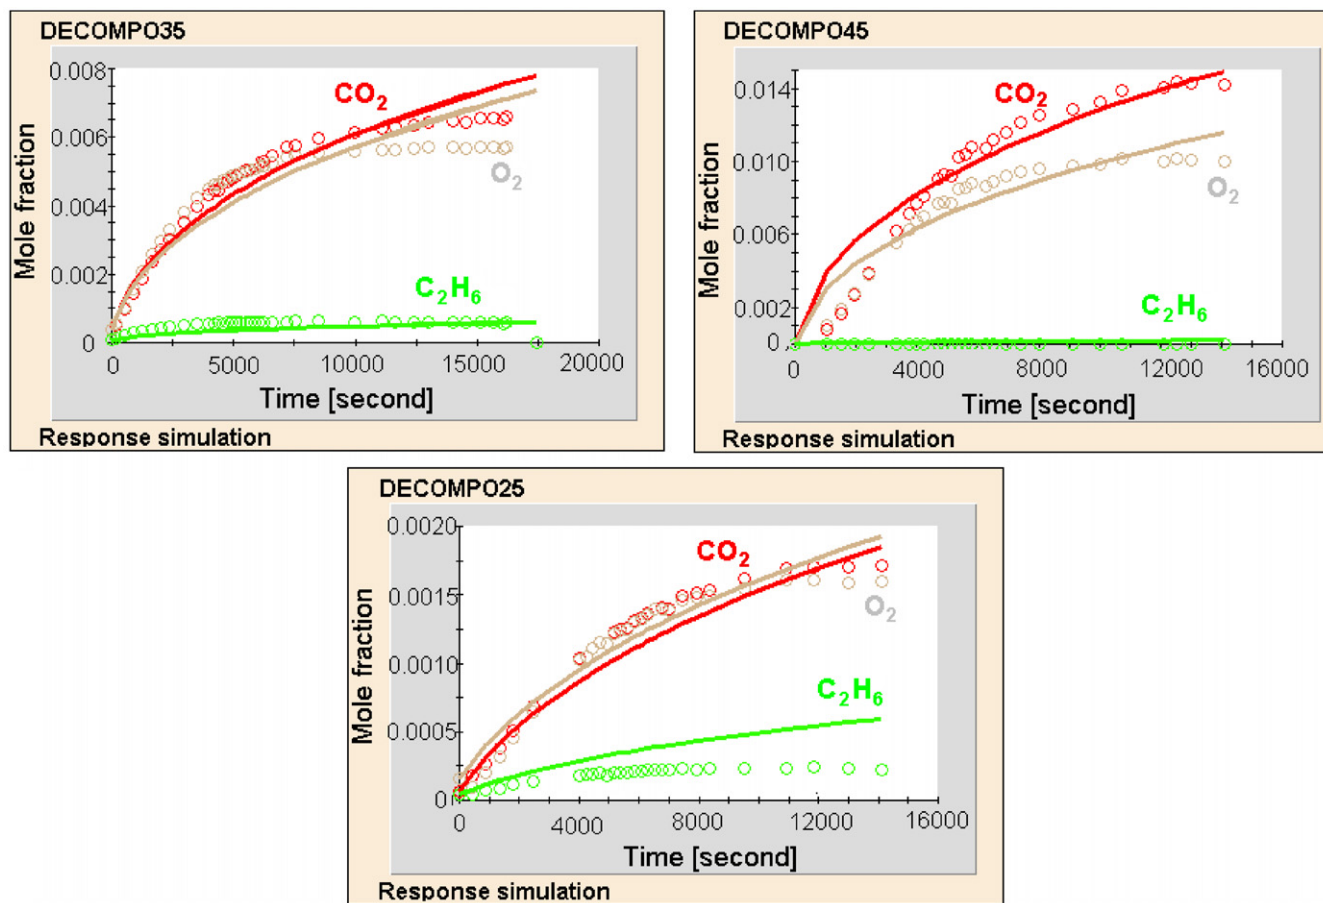 DECOMPO35
0.008
0.006
0.004
0.002
0
CO2
O2
C2H6
Mole fraction
0 5000 10000 15000 20000
Time [second]
Response simulation
DECOMPO45
0.014
0.010
0.006
0.002
0
CO2
O2
C2H6
Mole fraction
0 4000 8000 12000 16000
Time [second]
Response simulation
DECOMPO25
0.0020
0.0015
0.0010
0.0005
0
CO2
O2
C2H6
Mole fraction
0 4000 8000 12000 16000
Time [second]
Response simulation